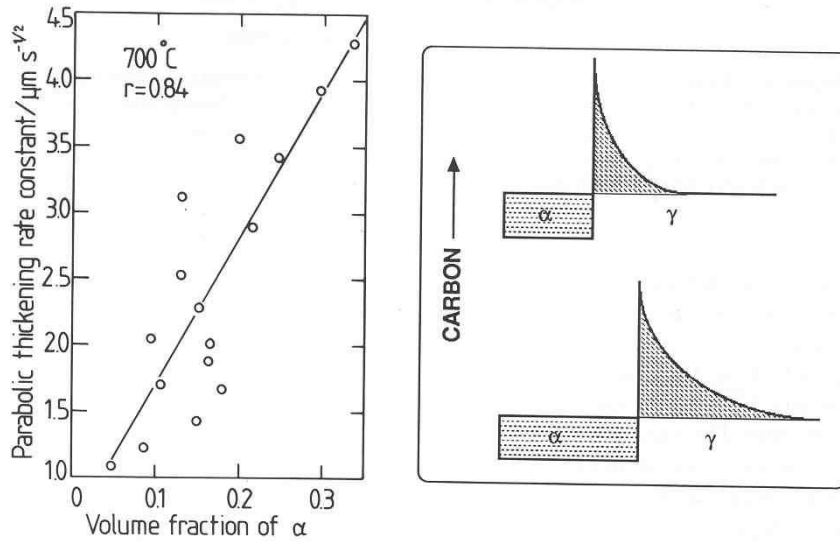 4.5
4.0
3.5
3.0
2.5
2.0
1.5
1.0
Parabolic thickening rate constant/µm s⁻¹⁄²
700°C
r=0.84
0 0.1 0.2 0.3
Volume fraction of α
CARBON
α γ
α γ